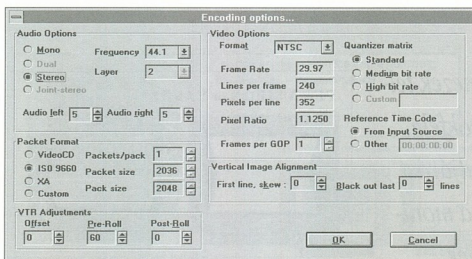 Encoding options...
Audio Options
Mono
Dual
Stereo
Joint-stereo
Frequency 44.1
Layer 2
Audio left 5 Audio right 5
Packet Format
VideoCD
ISO 9660
XA
Custom
Packets/pack 1
Packet size 2036
Pack size 2048
VTR Adjustments
Offset Pre-Roll Post-Roll
0 60 0
Video Options
Format NTSC
Frame Rate 29.97
Lines per frame 240
Pixels per line 352
Pixel Ratio 1.1250
Frames per GOP 1
Quantizer matrix
Standard
Medium bit rate
High bit rate
Custom
Reference Time Code
From Input Source
Other 00:00:00:00
Vertical Image Alignment
First line, skew : 0 Black out last 0 lines
OK Cancel